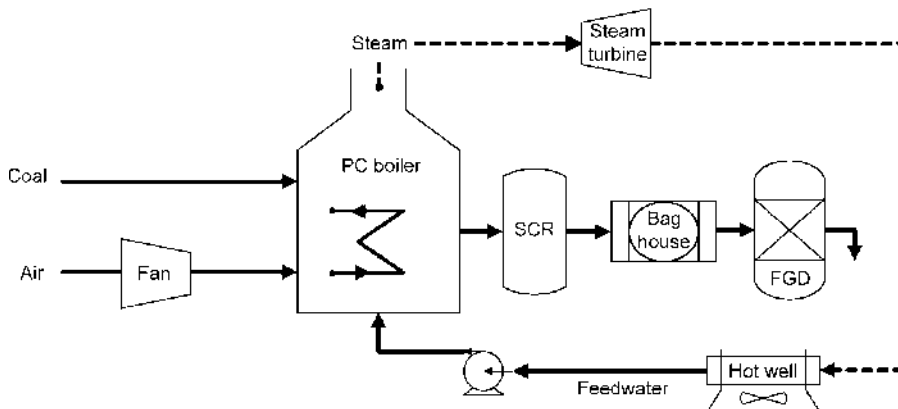 Steam
Steam
turbine
PC boiler
Coal
SCR
Bag
house
Air
Fan
FGD
Hot well
Feedwater